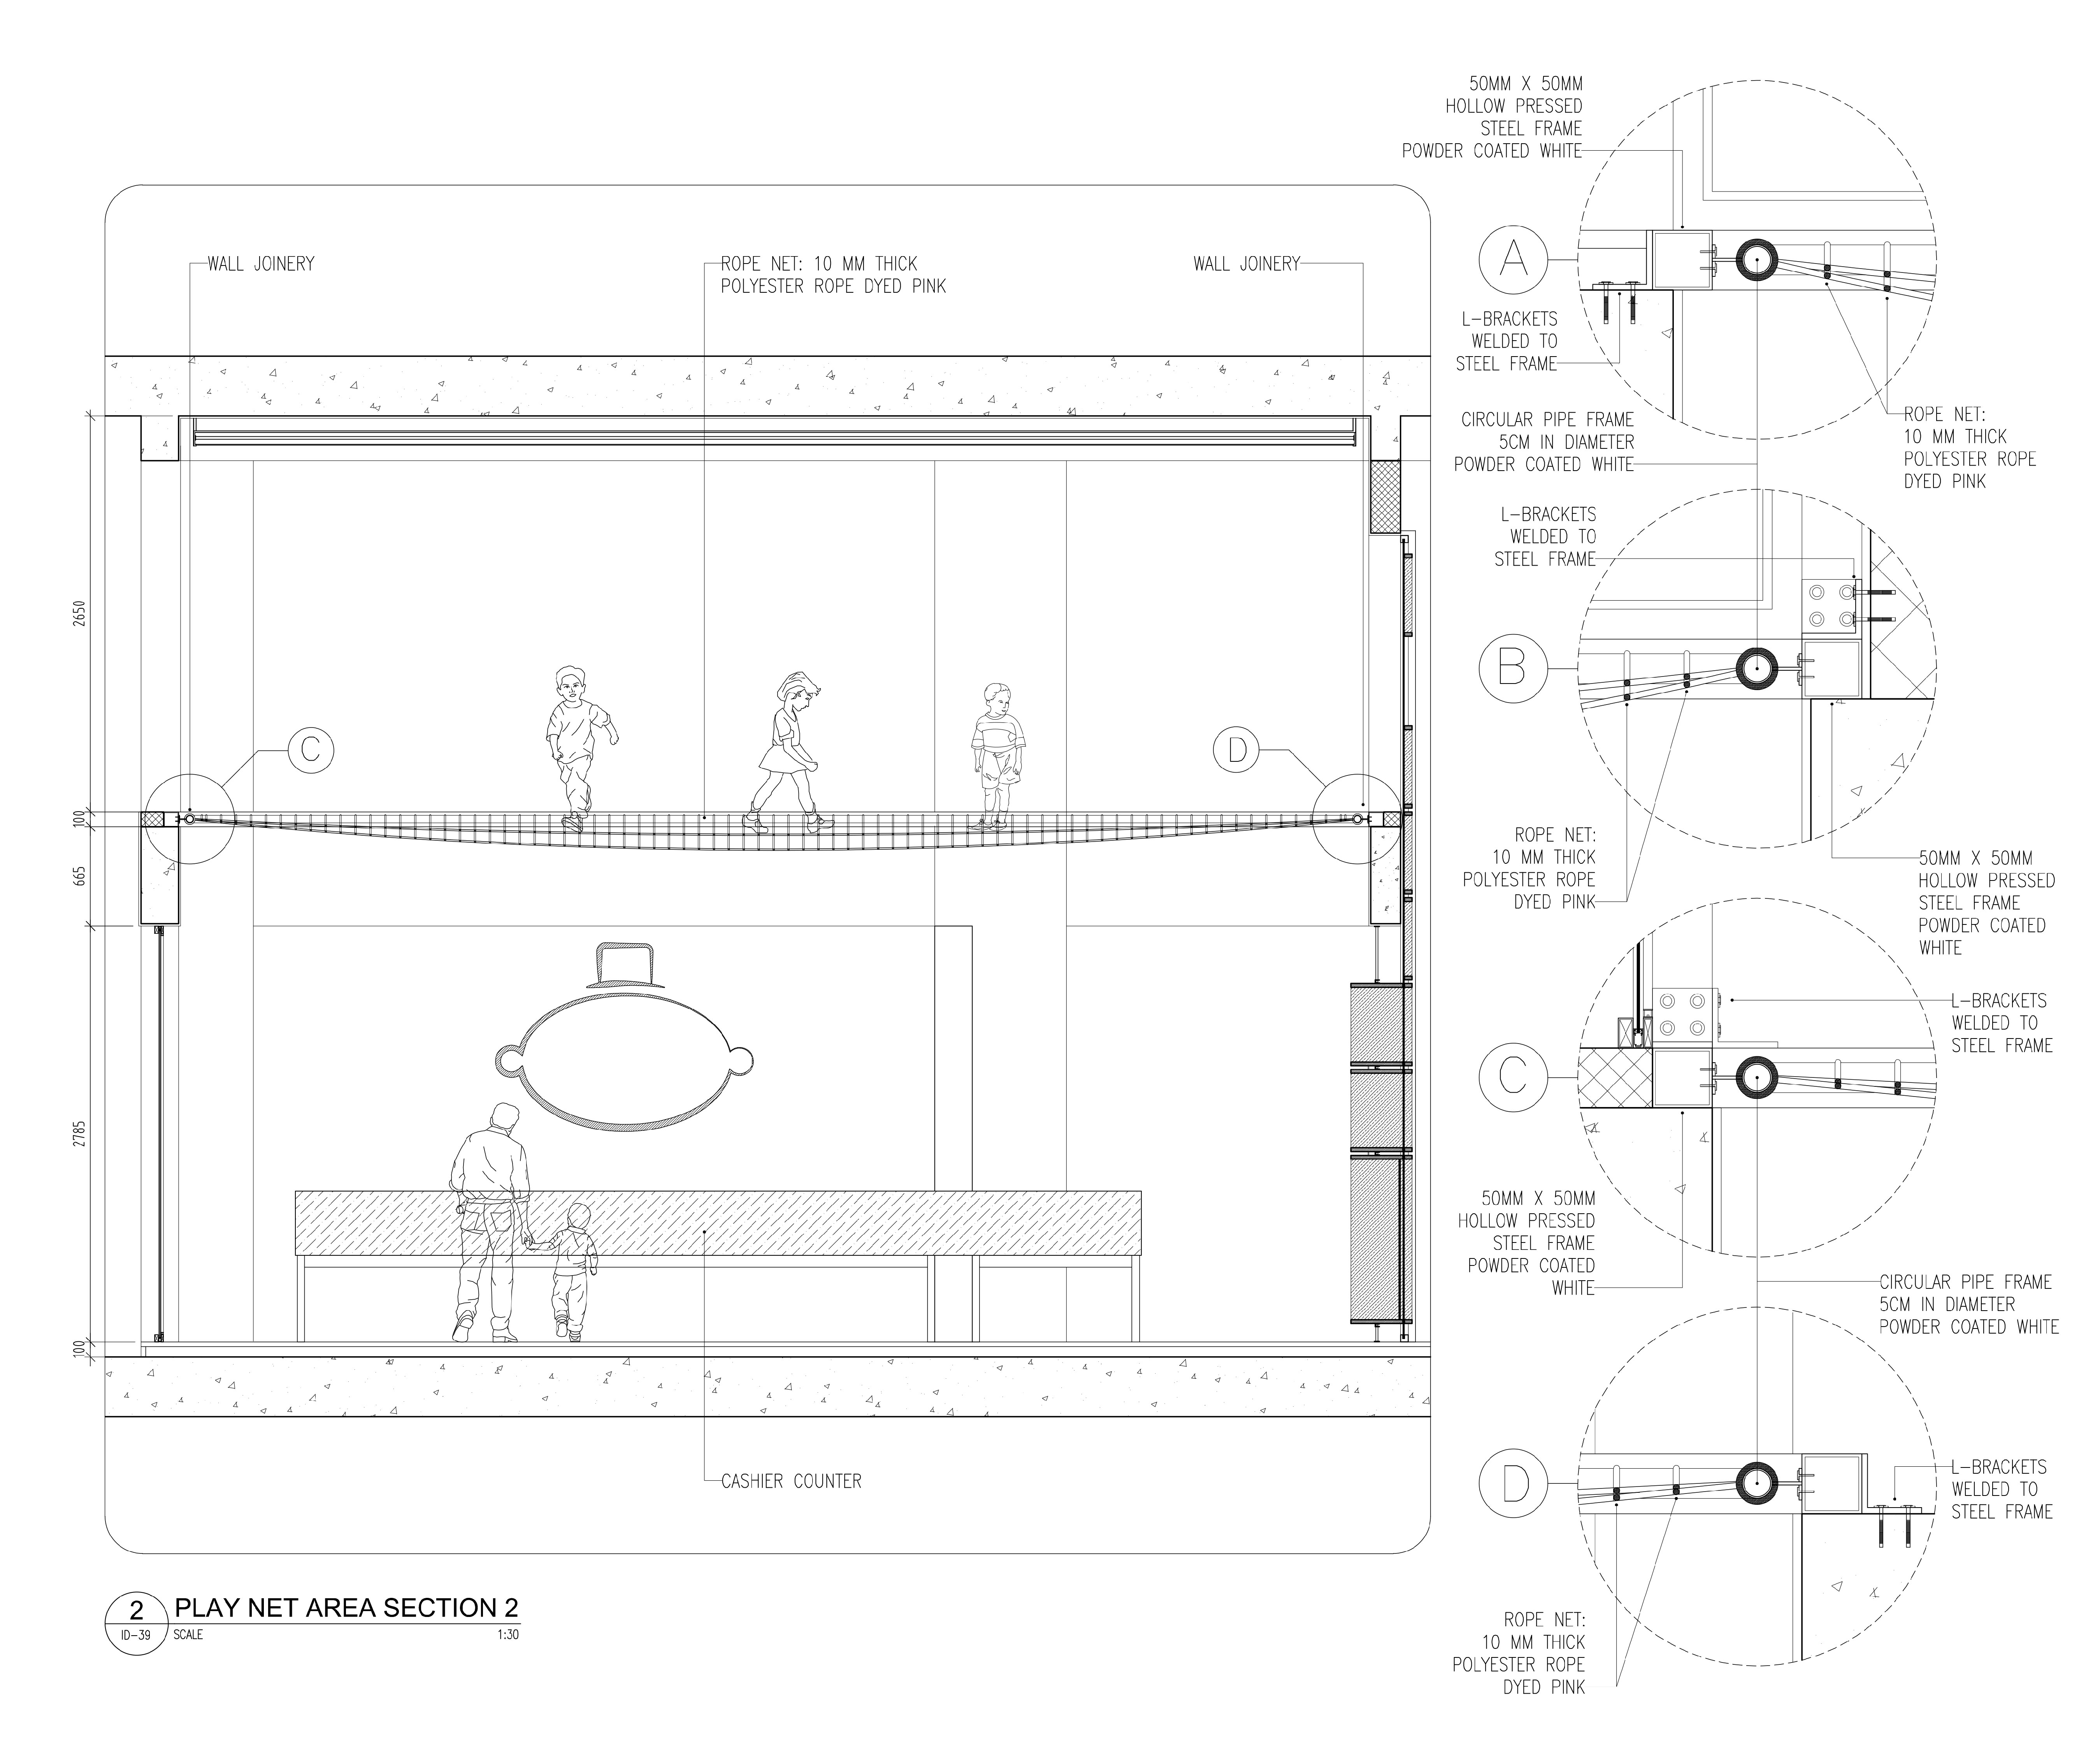 50MM X 50MM
HOLLOW PRESSED
STEEL FRAME
POWDER COATED WHITE
A
L-BRACKETS
WELDED TO
STEEL FRAME
CIRCULAR PIPE FRAME
5CM IN DIAMETER
POWDER COATED WHITE
ROPE NET:
10 MM THICK
POLYESTER ROPE
DYED PINK
WALL JOINERY
ROPE NET: 10 MM THICK
POLYESTER ROPE DYED PINK
WALL JOINERY
2650
100
665
2785
100
C
D
L-BRACKETS
WELDED TO
STEEL FRAME
B
ROPE NET:
10 MM THICK
POLYESTER ROPE
DYED PINK
50MM X 50MM
HOLLOW PRESSED
STEEL FRAME
POWDER COATED
WHITE
L-BRACKETS
WELDED TO
STEEL FRAME
C
50MM X 50MM
HOLLOW PRESSED
STEEL FRAME
POWDER COATED
WHITE
CIRCULAR PIPE FRAME
5CM IN DIAMETER
POWDER COATED WHITE
D
L-BRACKETS
WELDED TO
STEEL FRAME
ROPE NET:
10 MM THICK
POLYESTER ROPE
DYED PINK
CASHIER COUNTER
2 PLAY NET AREA SECTION 2
ID-39 SCALE 1:30